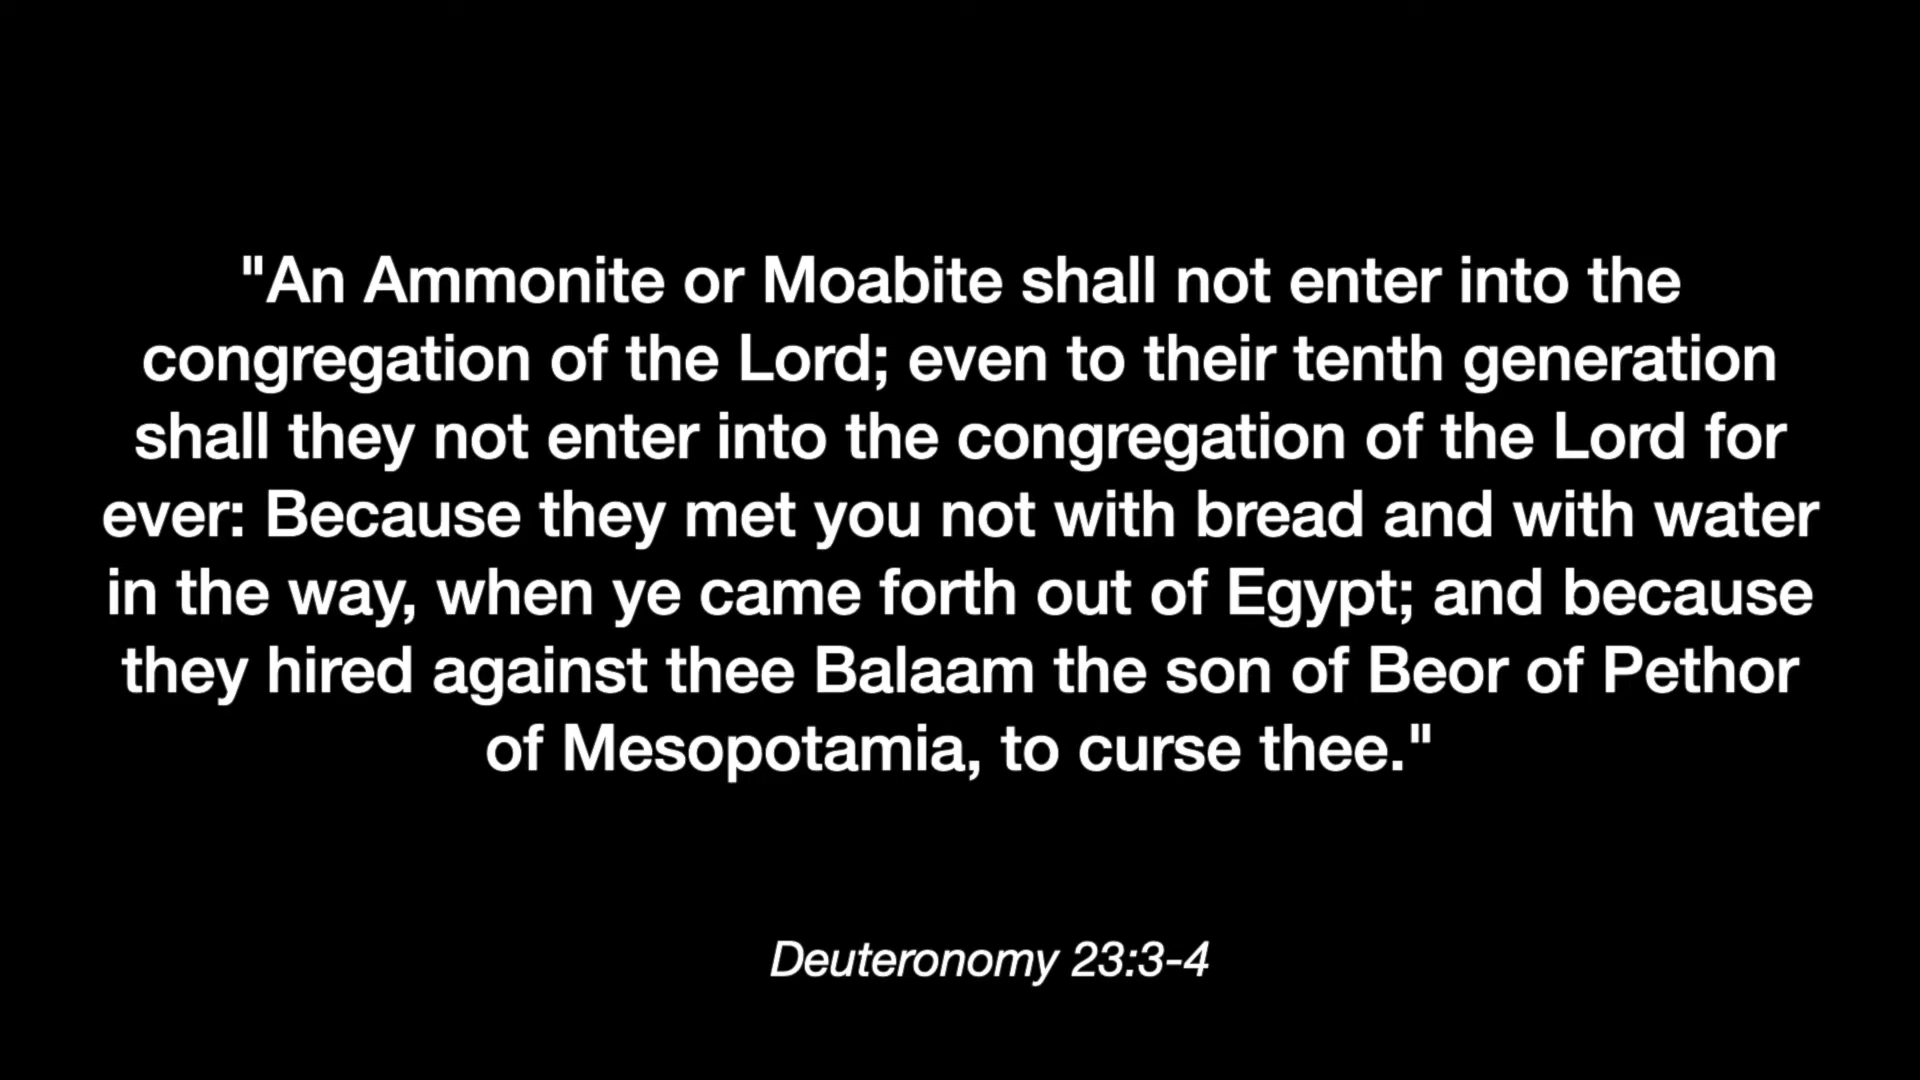 "An Ammonite or Moabite shall not enter into the
congregation of the Lord; even to their tenth generation
shall they not enter into the congregation of the Lord for
ever: Because they met you not with bread and with water
in the way, when ye came forth out of Egypt; and because
they hired against thee Balaam the son of Beor of Pethor
of Mesopotamia, to curse thee."
Deuteronomy 23:3-4